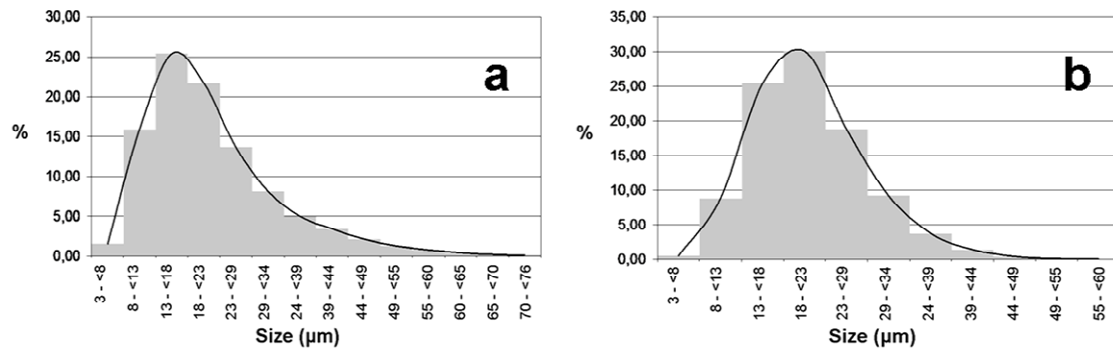 30,00
25,00
20,00
15,00
10,00
5,00
0,00
%
a
3 - <8
8 - <13
13 - <18
18 - <23
23 - <29
29 - <34
24 - <39
39 - <44
44 - <49
49 - <55
55 - <60
60 - <65
65 - <70
70 - <76
Size (µm)
35,00
30,00
25,00
20,00
15,00
10,00
5,00
0,00
%
b
3 - <8
8 - <13
13 - <18
18 - <23
23 - <29
29 - <34
24 - <39
39 - <44
44 - <49
49 - <55
55 - <60
Size (µm)